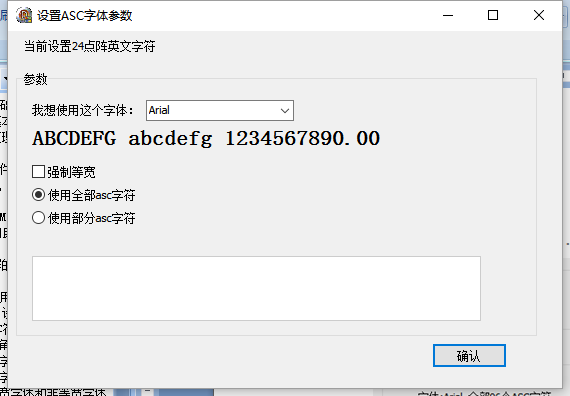 设置ASC字体参数
当前设置24点阵英文字符
参数
我想使用这个字体：
Arial
ABCDEFG abcdefg 1234567890.00
强制等宽
使用全部asc字符
使用部分asc字符
确认